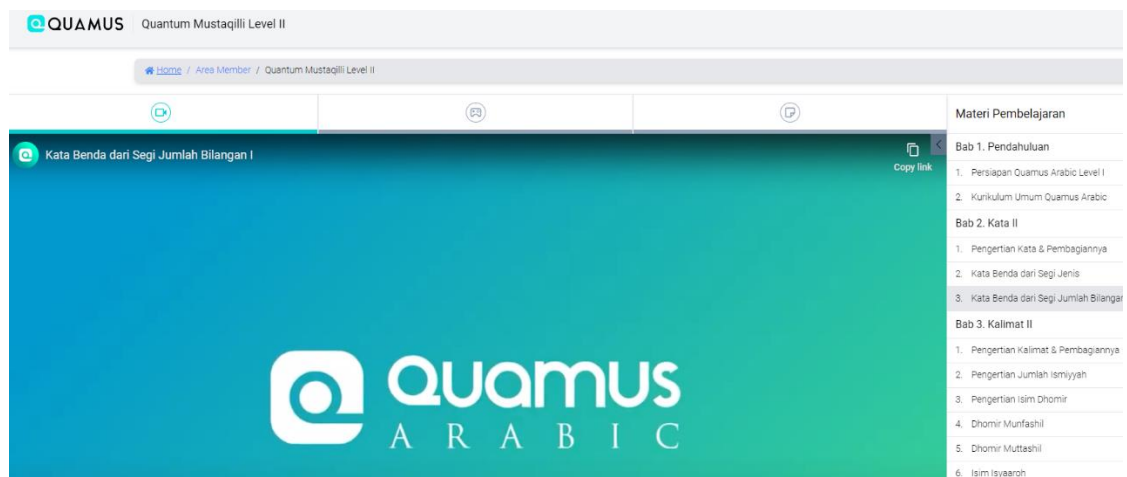 QUAMUS Quantum Mustaqilli Level II
Home / Area Member / Quantum Mustaqilli Level II
Kata Benda dari Segi Jumlah Bilangan I
Copy link
Quamus
ARABIC
Materi Pembelajaran
Bab 1. Pendahuluan
1. Persiapan Quamus Arabic Level I
2. Kurikulum Umum Quamus Arabic
Bab 2. Kata II
1. Pengertian Kata & Pembagiannya
2. Kata Benda dari Segi Jenis
3. Kata Benda dari Segi Jumlah Bilangan
Bab 3. Kalimat II
1. Pengertian Kalimat & Pembagiannya
2. Pengertian Jumlah Ismiyyah
3. Pengertian Isim Dhomir
4. Dhomir Munfashil
5. Dhomir Muttashil
6. Isim Isyaaroh